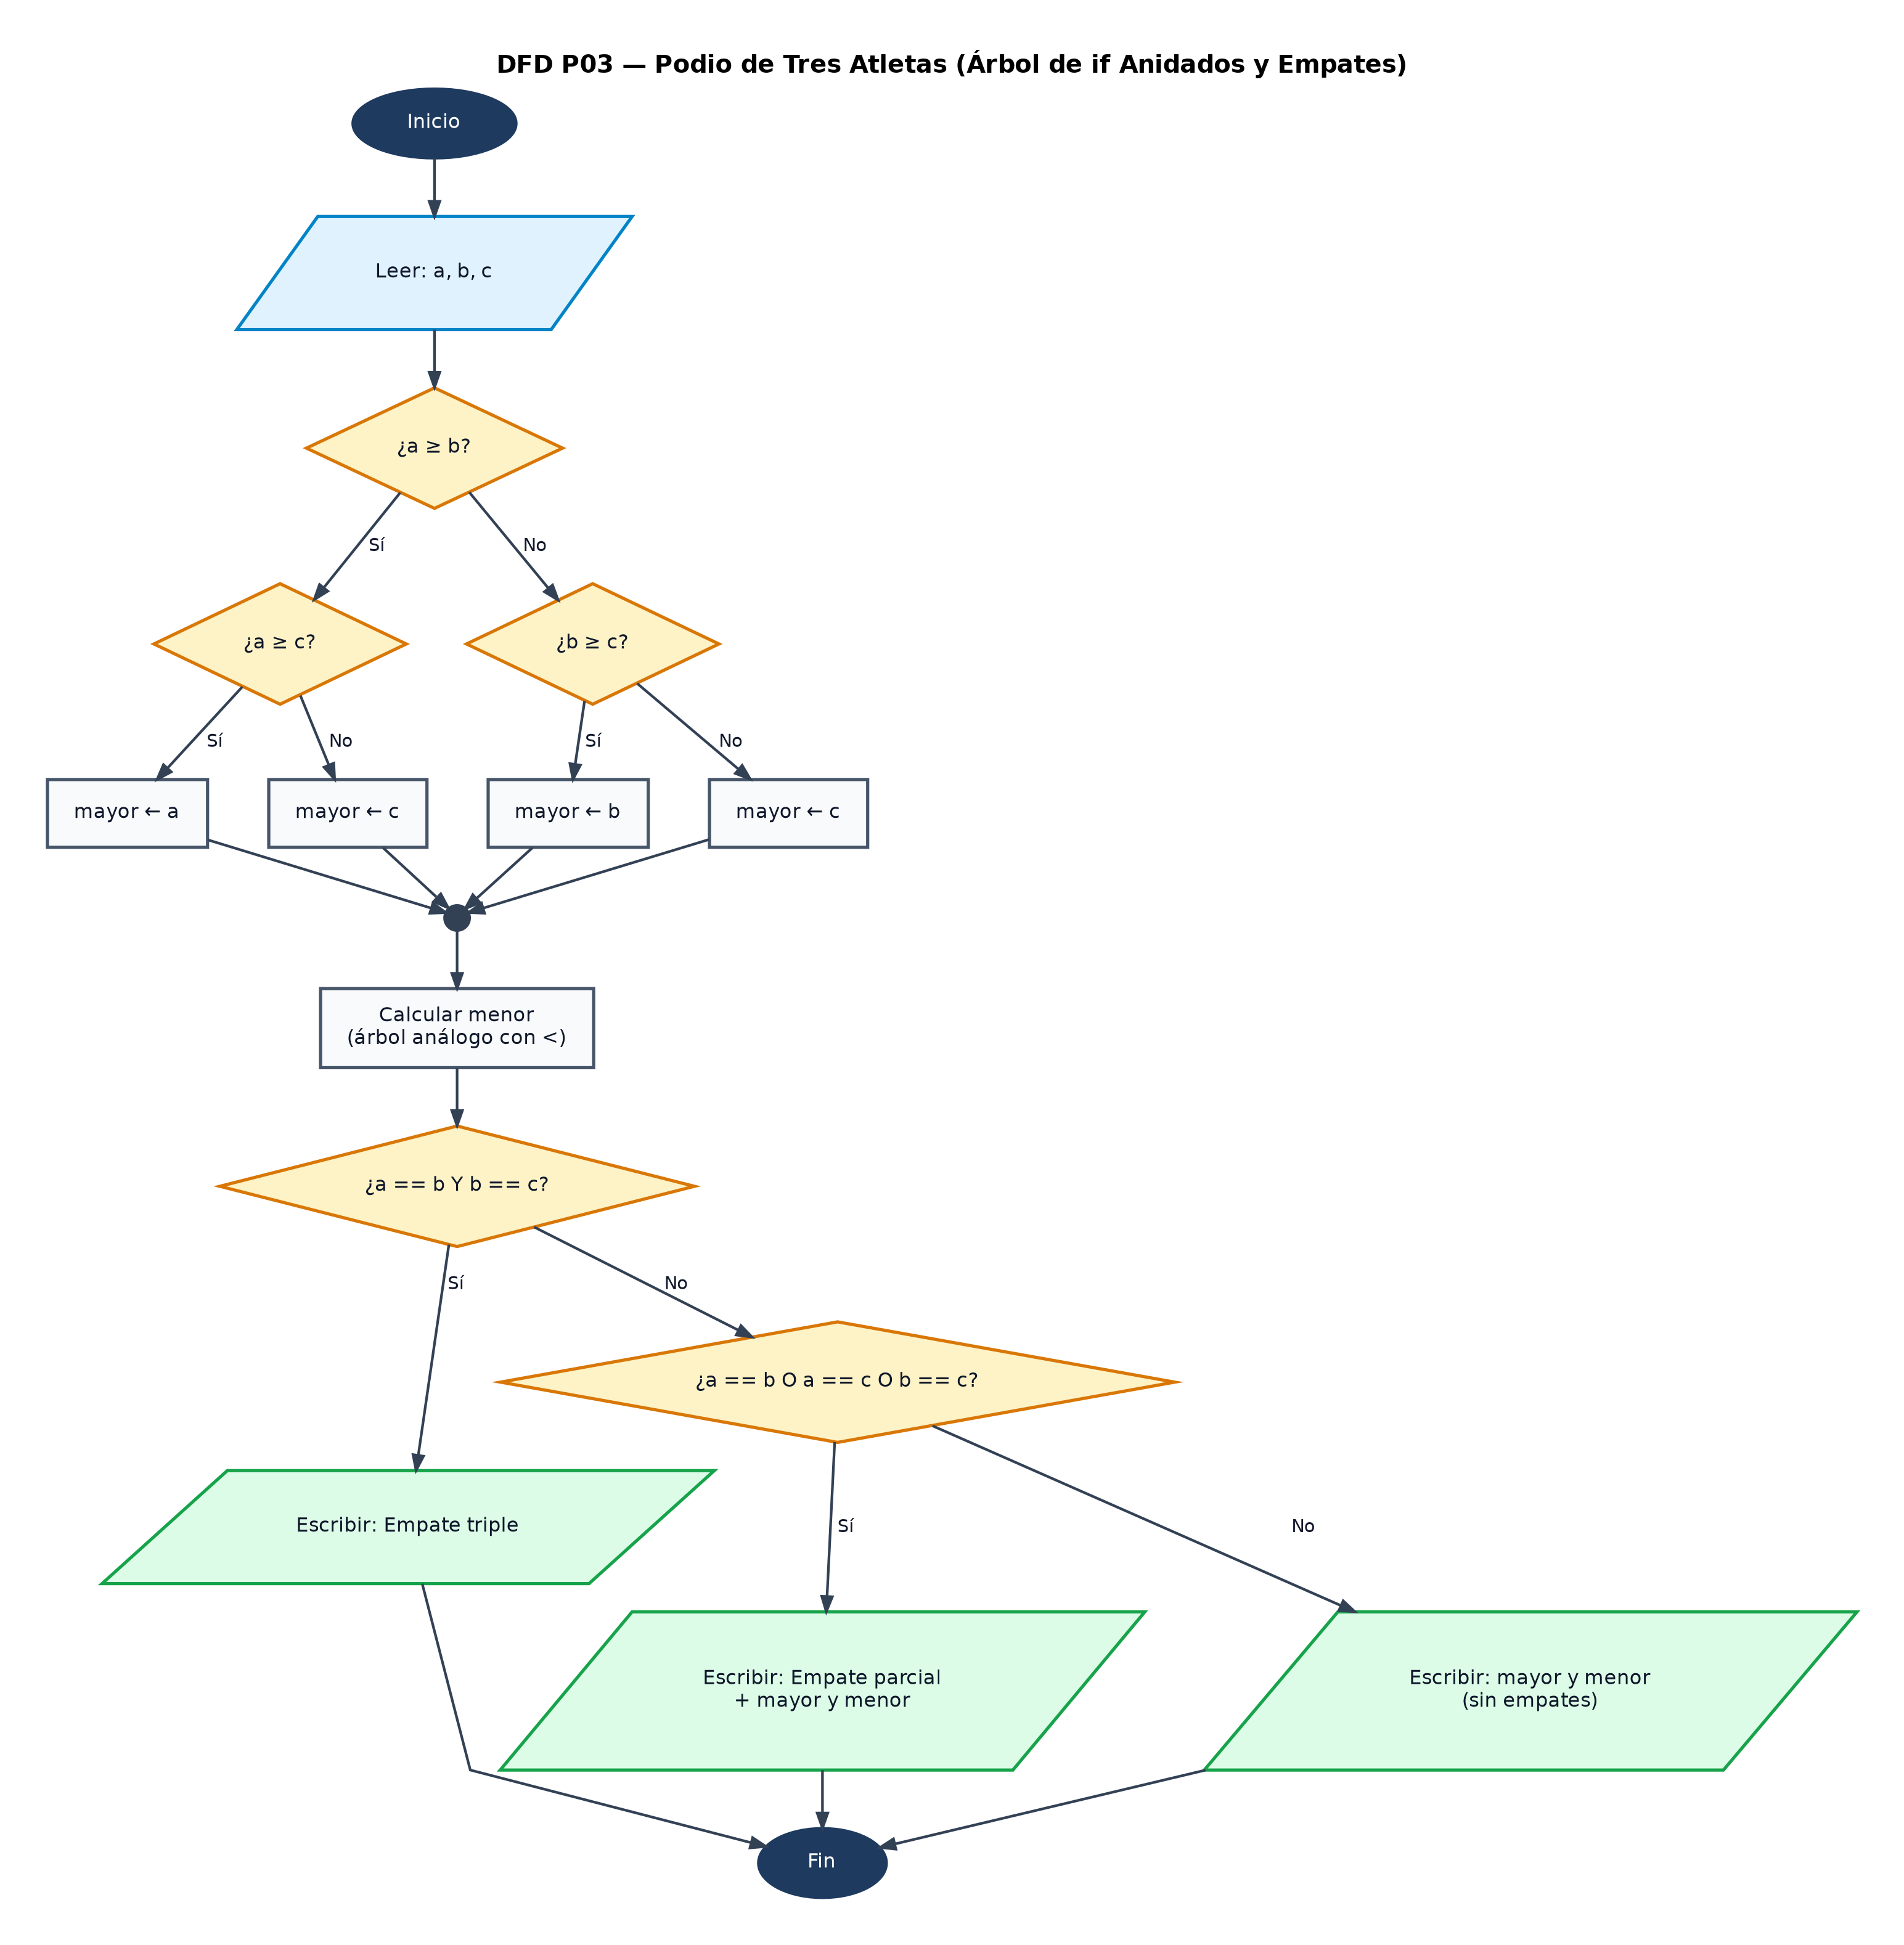 DFD P03 — Podio de Tres Atletas (Árbol de if Anidados y Empates)
Inicio
Leer: a, b, c
¿a ≥ b?
Sí
No
¿a ≥ c?
¿b ≥ c?
Sí
No
Sí
No
mayor ← a
mayor ← c
mayor ← b
mayor ← c
Calcular menor
(árbol análogo con <)
¿a == b Y b == c?
Sí
No
¿a == b O a == c O b == c?
Escribir: Empate triple
Sí
No
Escribir: Empate parcial
+ mayor y menor
Escribir: mayor y menor
(sin empates)
Fin